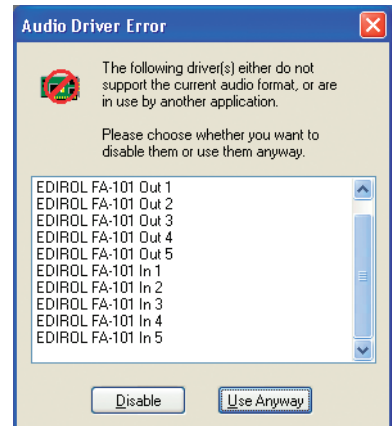 Audio Driver Error
The following driver(s) either do not
support the current audio format, or are
in use by another application.
Please choose whether you want to
disable them or use them anyway.
EDIROL FA-101 Out 1
EDIROL FA-101 Out 2
EDIROL FA-101 Out 3
EDIROL FA-101 Out 4
EDIROL FA-101 Out 5
EDIROL FA-101 In 1
EDIROL FA-101 In 2
EDIROL FA-101 In 3
EDIROL FA-101 In 4
EDIROL FA-101 In 5
Disable Use Anyway